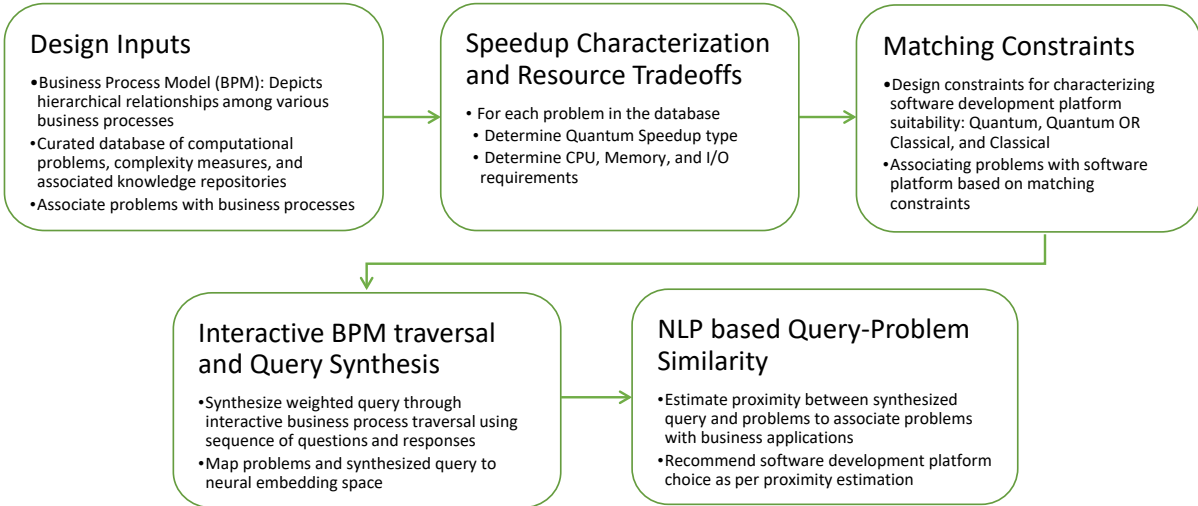 Design Inputs
•Business Process Model (BPM): Depicts
hierarchical relationships among various
business processes
•Curated database of computational
problems, complexity measures, and
associated knowledge repositories
•Associate problems with business processes
Speedup Characterization
and Resource Tradeoffs
• For each problem in the database
• Determine Quantum Speedup type
• Determine CPU, Memory, and I/O
requirements
Matching Constraints
•Design constraints for characterizing
software development platform
suitability: Quantum, Quantum OR
Classical, and Classical
•Associating problems with software
platform based on matching
constraints
Interactive BPM traversal
and Query Synthesis
•Synthesize weighted query through
interactive business process traversal using
sequence of questions and responses
•Map problems and synthesized query to
neural embedding space
NLP based Query-Problem
Similarity
•Estimate proximity between synthesized
query and problems to associate problems
with business applications
•Recommend software development platform
choice as per proximity estimation